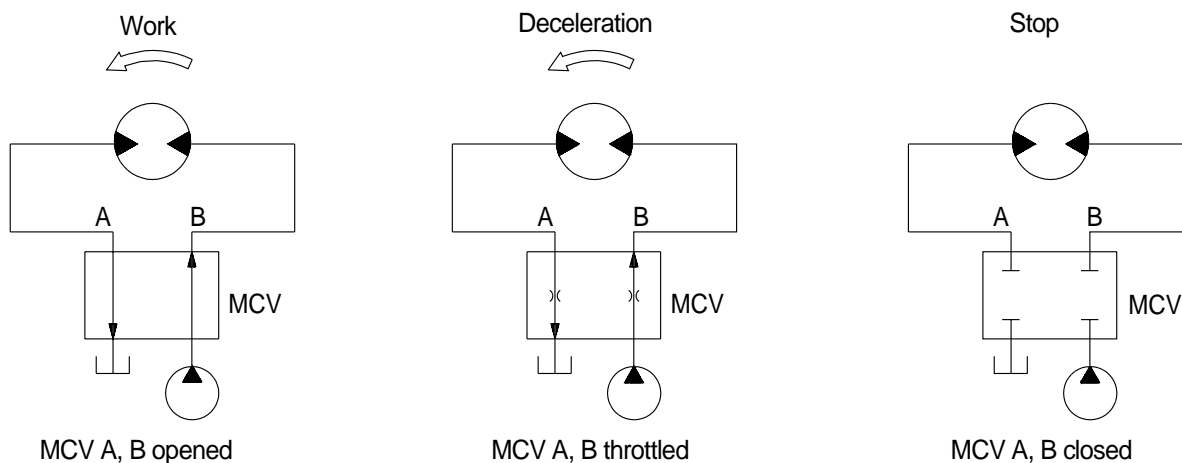 Work
Deceleration
Stop
A
B
MCV
A
B
MCV
A
B
MCV
MCV A, B opened
MCV A, B throttled
MCV A, B closed